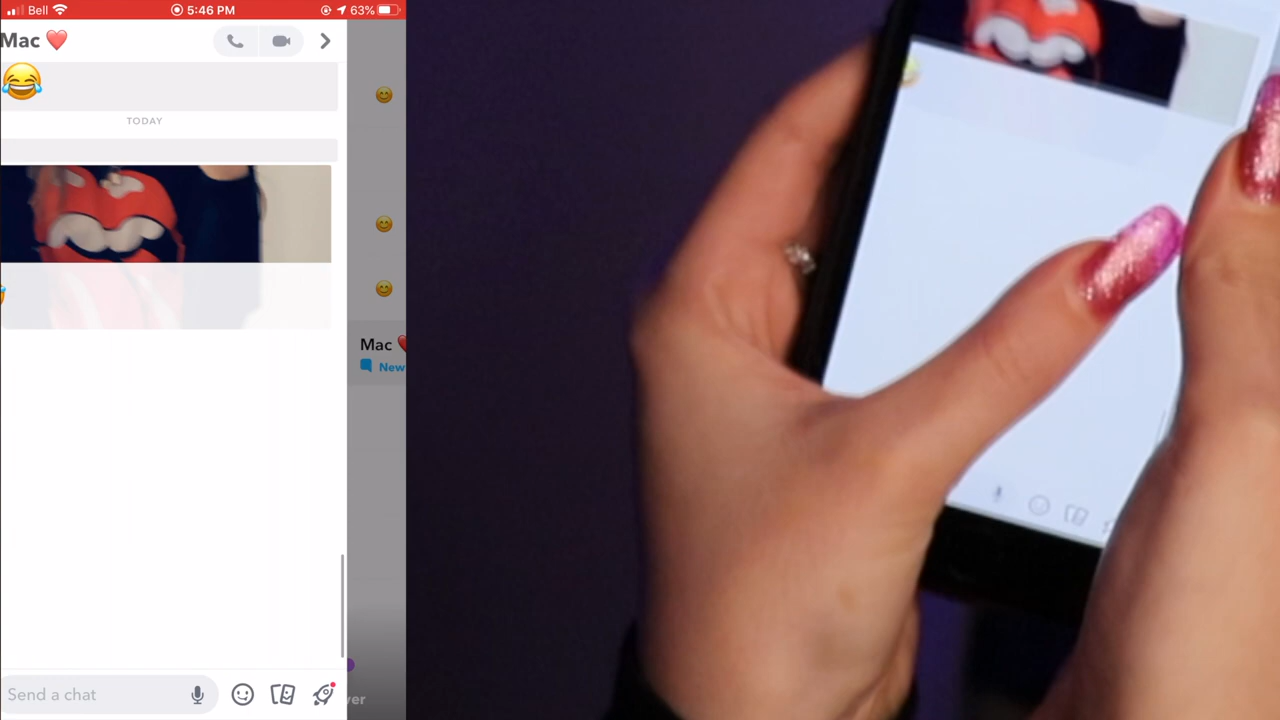 Bell 5:46 PM 63%
Mac ❤️
TODAY
Mac
New
Send a chat